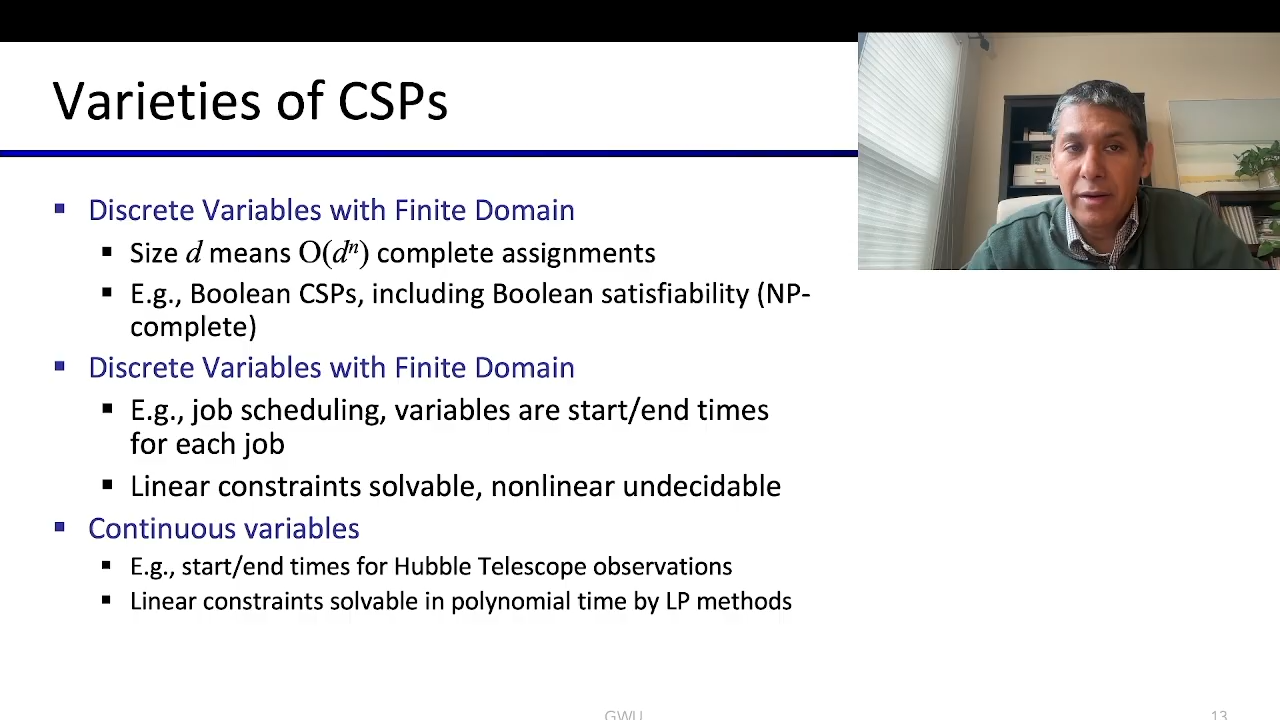 Varieties of CSPs
▪ Discrete Variables with Finite Domain
▪ Size d means O(dⁿ) complete assignments
▪ E.g., Boolean CSPs, including Boolean satisfiability (NP-
complete)
▪ Discrete Variables with Finite Domain
▪ E.g., job scheduling, variables are start/end times
for each job
▪ Linear constraints solvable, nonlinear undecidable
▪ Continuous variables
▪ E.g., start/end times for Hubble Telescope observations
▪ Linear constraints solvable in polynomial time by LP methods
GWU
13